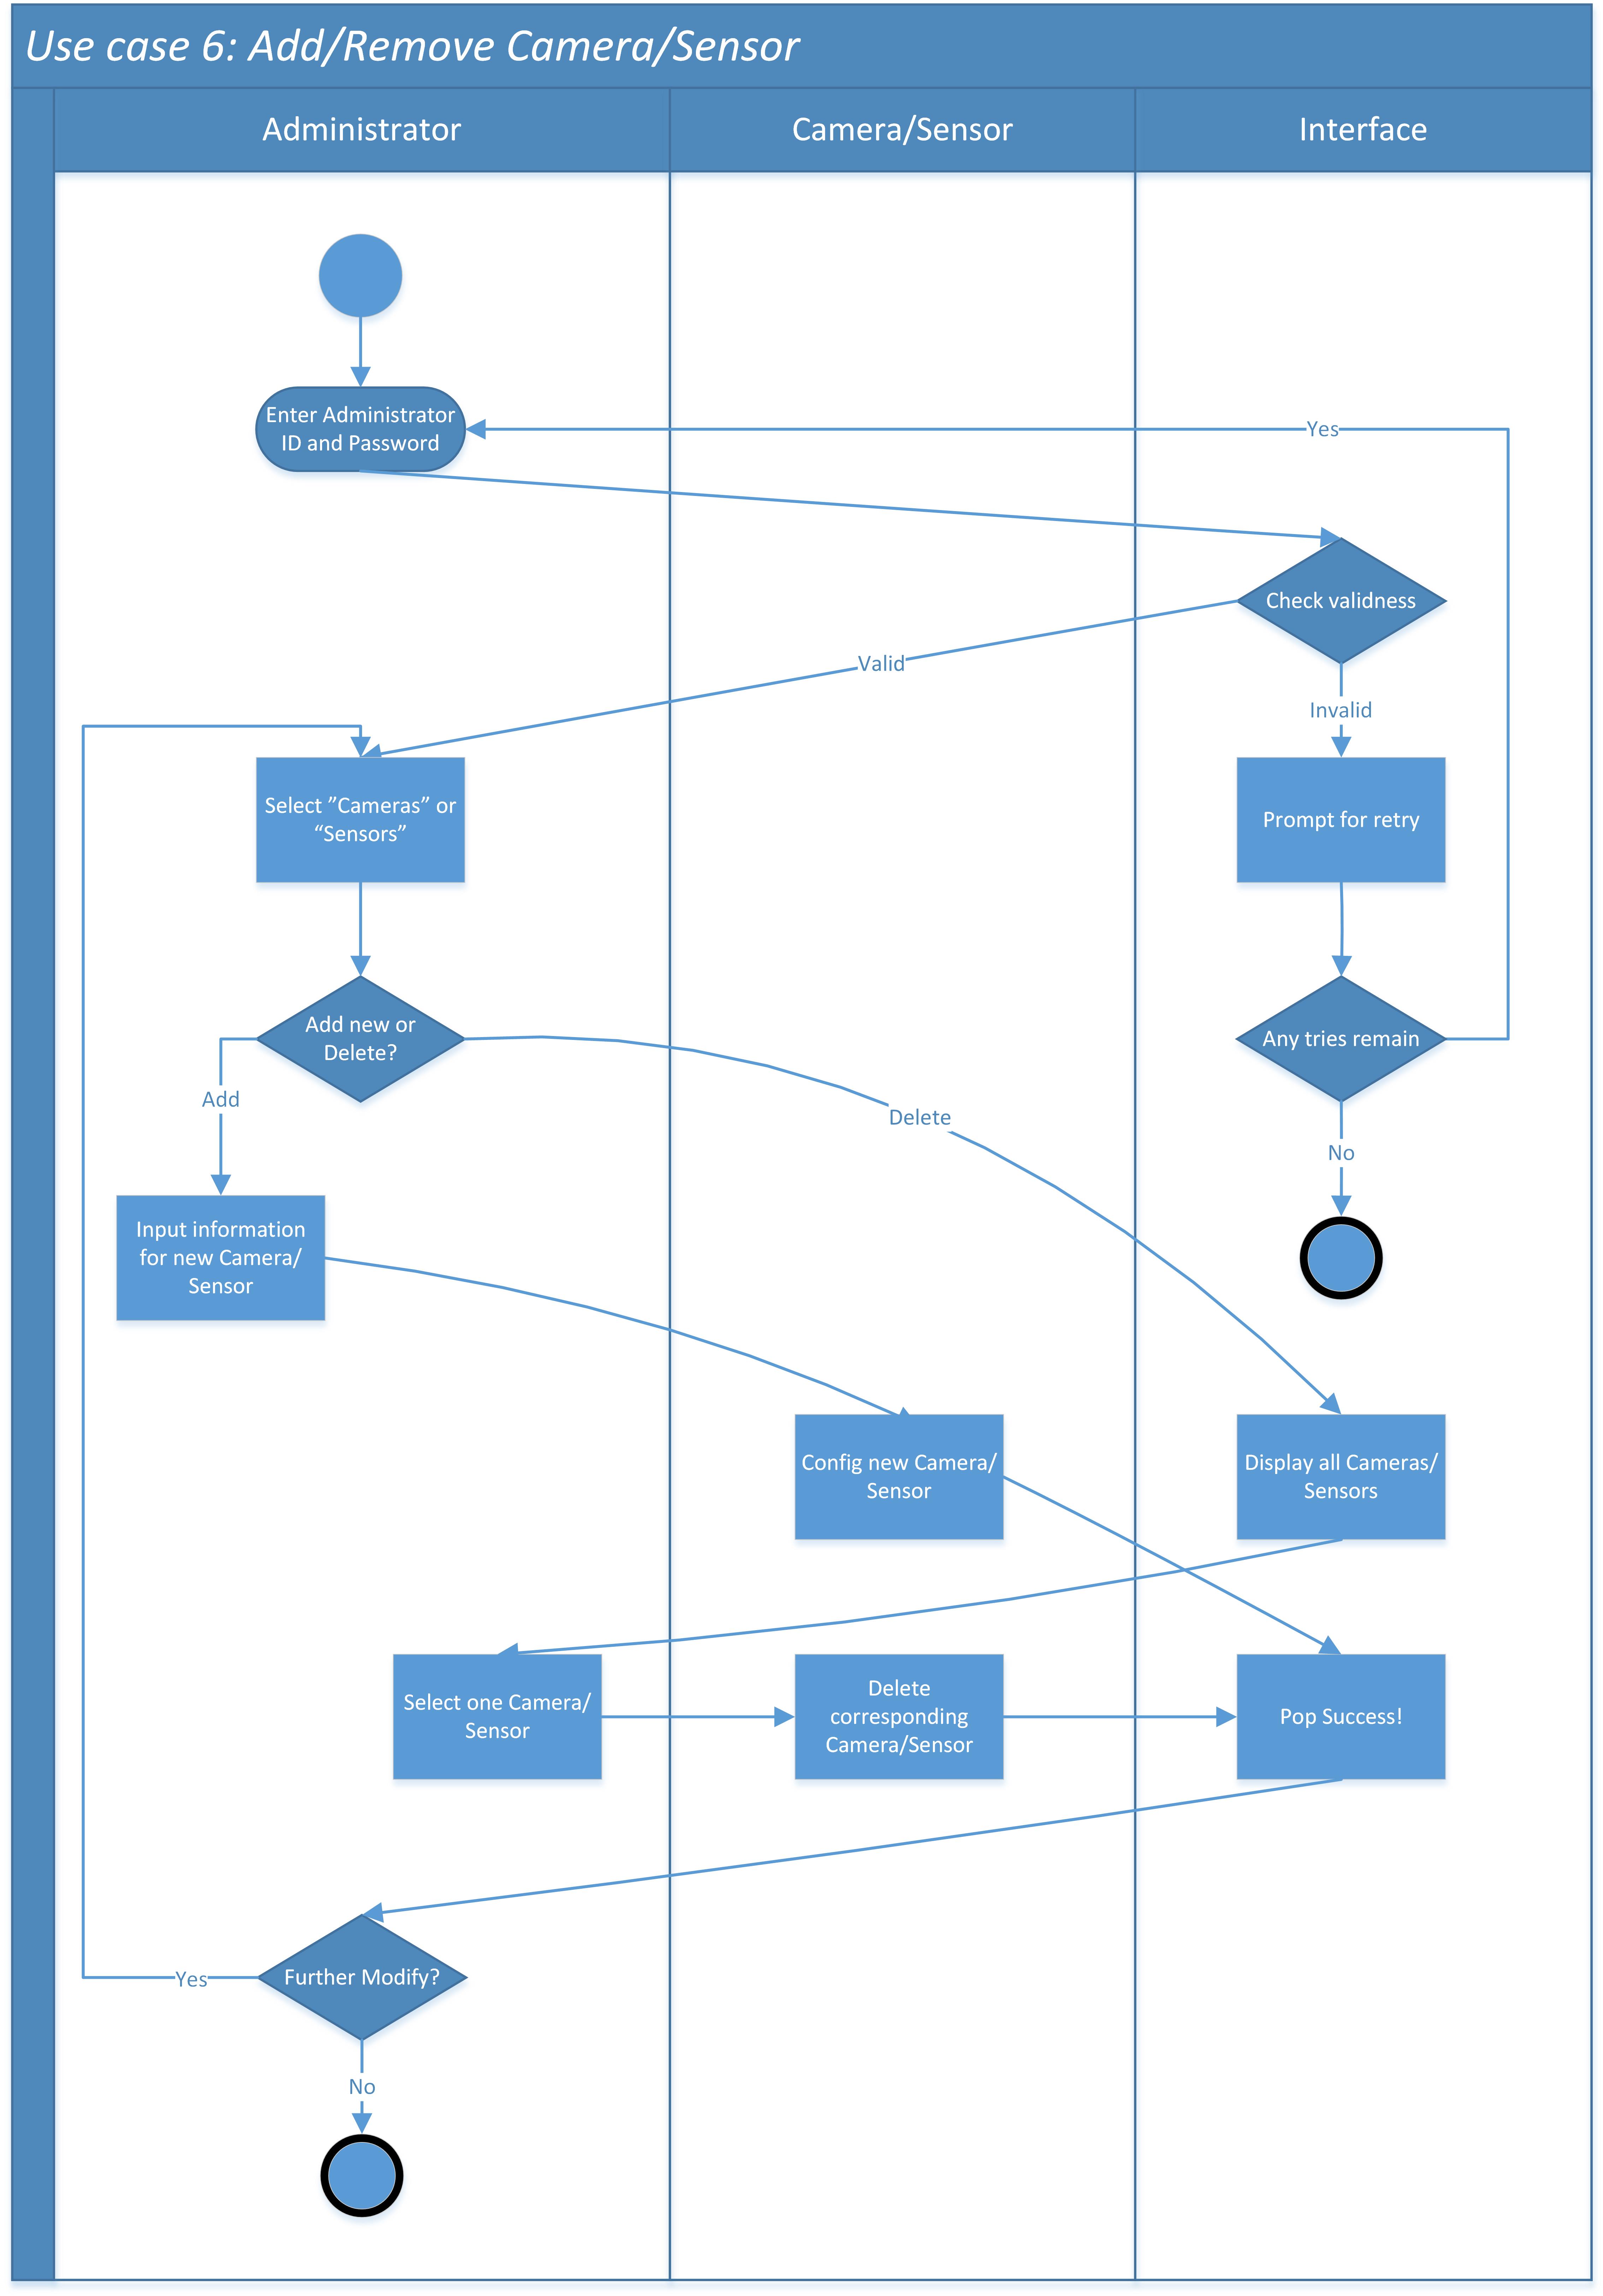 Use case 6: Add/Remove Camera/Sensor
Administrator
Camera/Sensor
Interface
Enter Administrator
ID and Password
Yes
Check validness
Valid
Invalid
Select ”Cameras” or
“Sensors”
Prompt for retry
Add new or
Delete?
Any tries remain
Add
Delete
No
Input information
for new Camera/
Sensor
Config new Camera/
Sensor
Display all Cameras/
Sensors
Select one Camera/
Sensor
Delete
corresponding
Camera/Sensor
Pop Success!
Further Modify?
Yes
No